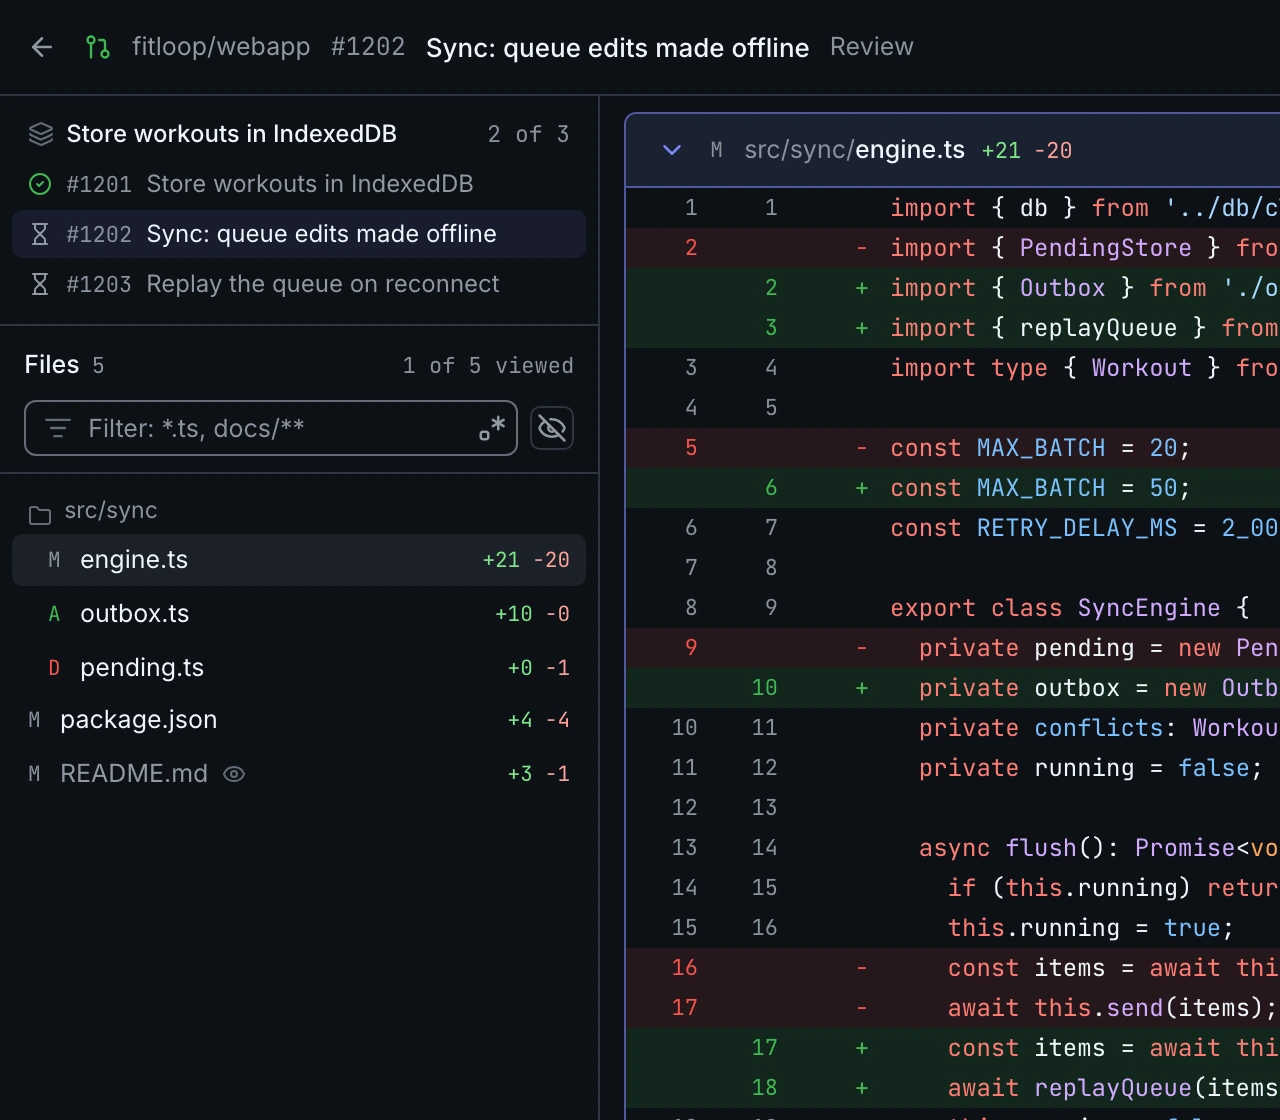 fitloop/webapp #1202 Sync: queue edits made offline Review
Store workouts in IndexedDB 2 of 3
#1201 Store workouts in IndexedDB
#1202 Sync: queue edits made offline
#1203 Replay the queue on reconnect
Files 5 1 of 5 viewed
Filter: *.ts, docs/**
.*
src/sync
M engine.ts +21 -20
A outbox.ts +10 -0
D pending.ts +0 -1
M package.json +4 -4
M README.md +3 -1
M src/sync/engine.ts +21 -20
1 1 import { db } from '../db/c
2 - import { PendingStore } fro
2 + import { Outbox } from './o
3 + import { replayQueue } from
3 4 import type { Workout } fro
4 5
5 - const MAX_BATCH = 20;
6 + const MAX_BATCH = 50;
6 7 const RETRY_DELAY_MS = 2_00
7 8
8 9 export class SyncEngine {
9 - private pending = new Pen
10 + private outbox = new Outb
10 11 private conflicts: Workou
11 12 private running = false;
12 13
13 14 async flush(): Promise<vo
14 15 if (this.running) retur
15 16 this.running = true;
16 - const items = await thi
17 - await this.send(items);
17 + const items = await thi
18 + await replayQueue(items